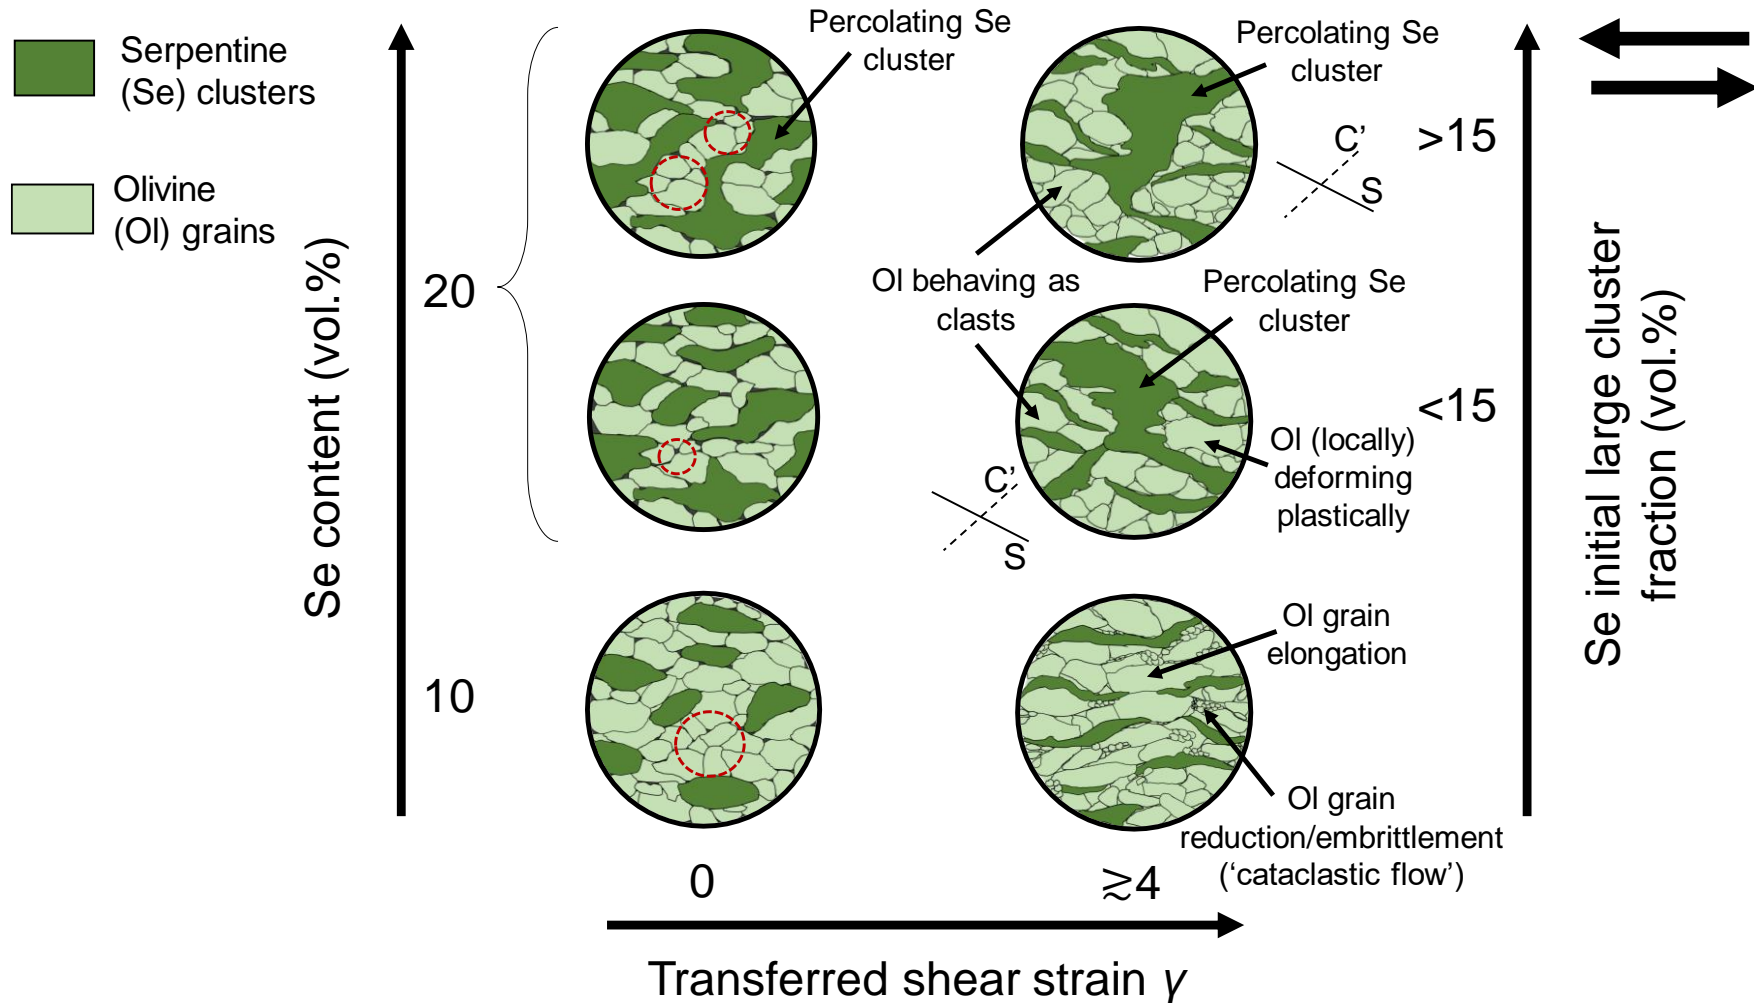 Serpentine
(Se) clusters
Olivine
(Ol) grains
Se content (vol.%)
20
10
Percolating Se
cluster
Percolating Se
cluster
C’
S
>15
Ol behaving as
clasts
Percolating Se
cluster
<15
Ol (locally)
deforming
plastically
C’
S
Ol grain
elongation
Ol grain
reduction/embrittlement
(‘cataclastic flow’)
Se initial large cluster
fraction (vol.%)
0
≳4
Transferred shear strain γ